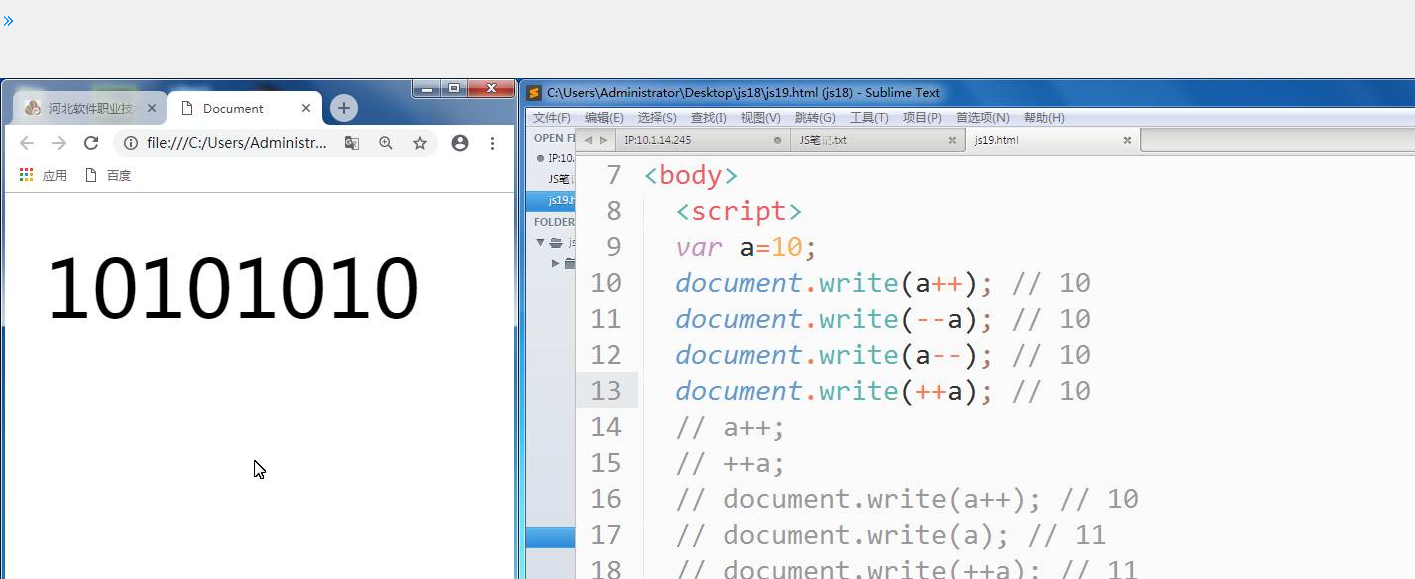 »
河北软件职业技
Document
file:///C:/Users/Administr...
应用
百度
10101010
C:\Users\Administrator\Desktop\js18\js19.html (js18) - Sublime Text
文件(F) 编辑(E) 选择(S) 查找(I) 视图(V) 跳转(G) 工具(T) 项目(P) 首选项(N) 帮助(H)
OPEN FI
IP:10.
JS笔
js19.h
FOLDER
js
IP:10.1.14.245
JS笔记.txt
js19.html
7 <body>
8 <script>
9 var a=10;
10 document.write(a++); // 10
11 document.write(--a); // 10
12 document.write(a--); // 10
13 document.write(++a); // 10
14 // a++;
15 // ++a;
16 // document.write(a++); // 10
17 // document.write(a); // 11
18 // document.write(++a); // 11